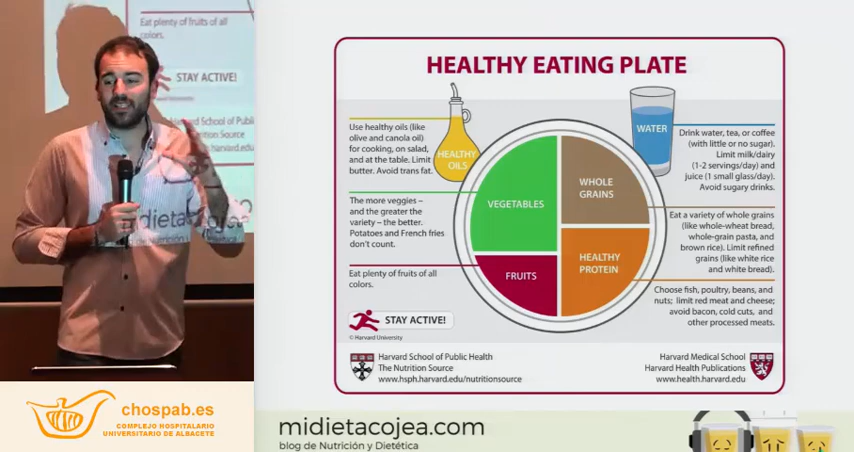 Eat plenty of fruits of all
colors.
STAY ACTIVE!
HEALTHY EATING PLATE
Use healthy oils (like
olive and canola oil)
for cooking, on salad,
and at the table. Limit
butter. Avoid trans fat.
HEALTHY
OILS
The more veggies –
and the greater the
variety – the better.
Potatoes and French fries
don't count.
Eat plenty of fruits of all
colors.
STAY ACTIVE!
© Harvard University
VEGETABLES
FRUITS
WHOLE
GRAINS
HEALTHY
PROTEIN
WATER
Drink water, tea, or coffee
(with little or no sugar).
Limit milk/dairy
(1-2 servings/day) and
juice (1 small glass/day).
Avoid sugary drinks.
Eat a variety of whole grains
(like whole-wheat bread,
whole-grain pasta, and
brown rice). Limit refined
grains (like white rice
and white bread).
Choose fish, poultry, beans, and
nuts; limit red meat and cheese;
avoid bacon, cold cuts, and
other processed meats.
Harvard School of Public Health
The Nutrition Source
www.hsph.harvard.edu/nutritionsource
Harvard Medical School
Harvard Health Publications
www.health.harvard.edu
chospab.es
COMPLEJO HOSPITALARIO
UNIVERSITARIO DE ALBACETE
midietacojea.com
blog de Nutrición y Dietética